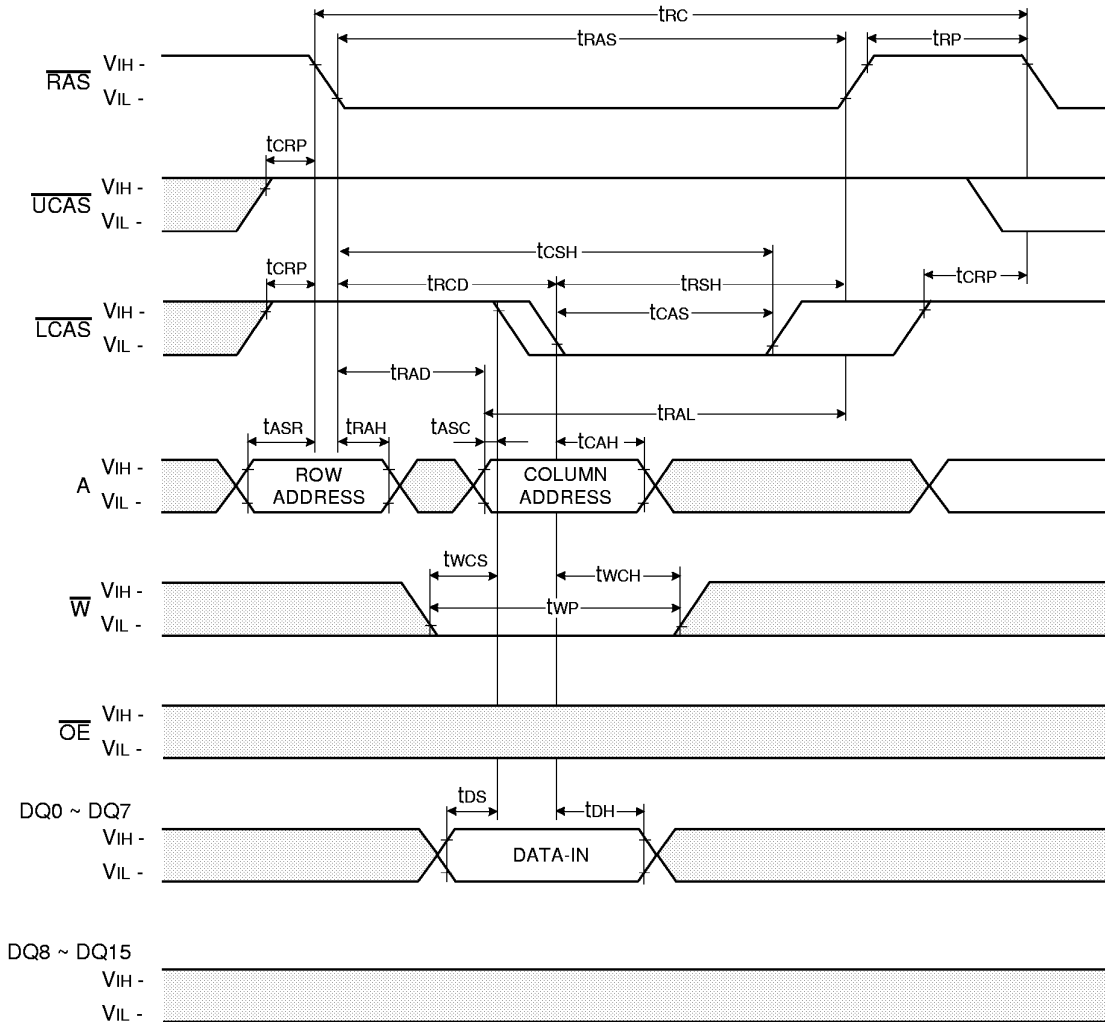 tRC
tRAS
tRP
RAS
VIH -
VIL -
tCRP
UCAS
VIH -
VIL -
tCSH
tCRP
tRCD
tRSH
tCRP
LCAS
VIH -
VIL -
tCAS
tRAD
tRAL
tASR
tRAH
tASC
tCAH
A
VIH -
VIL -
ROW
ADDRESS
COLUMN
ADDRESS
tWCS
tWCH
W
VIH -
VIL -
tWP
OE
VIH -
VIL -
DQ0 ~ DQ7
tDS
tDH
VIH -
VIL -
DATA-IN
DQ8 ~ DQ15
VIH -
VIL -